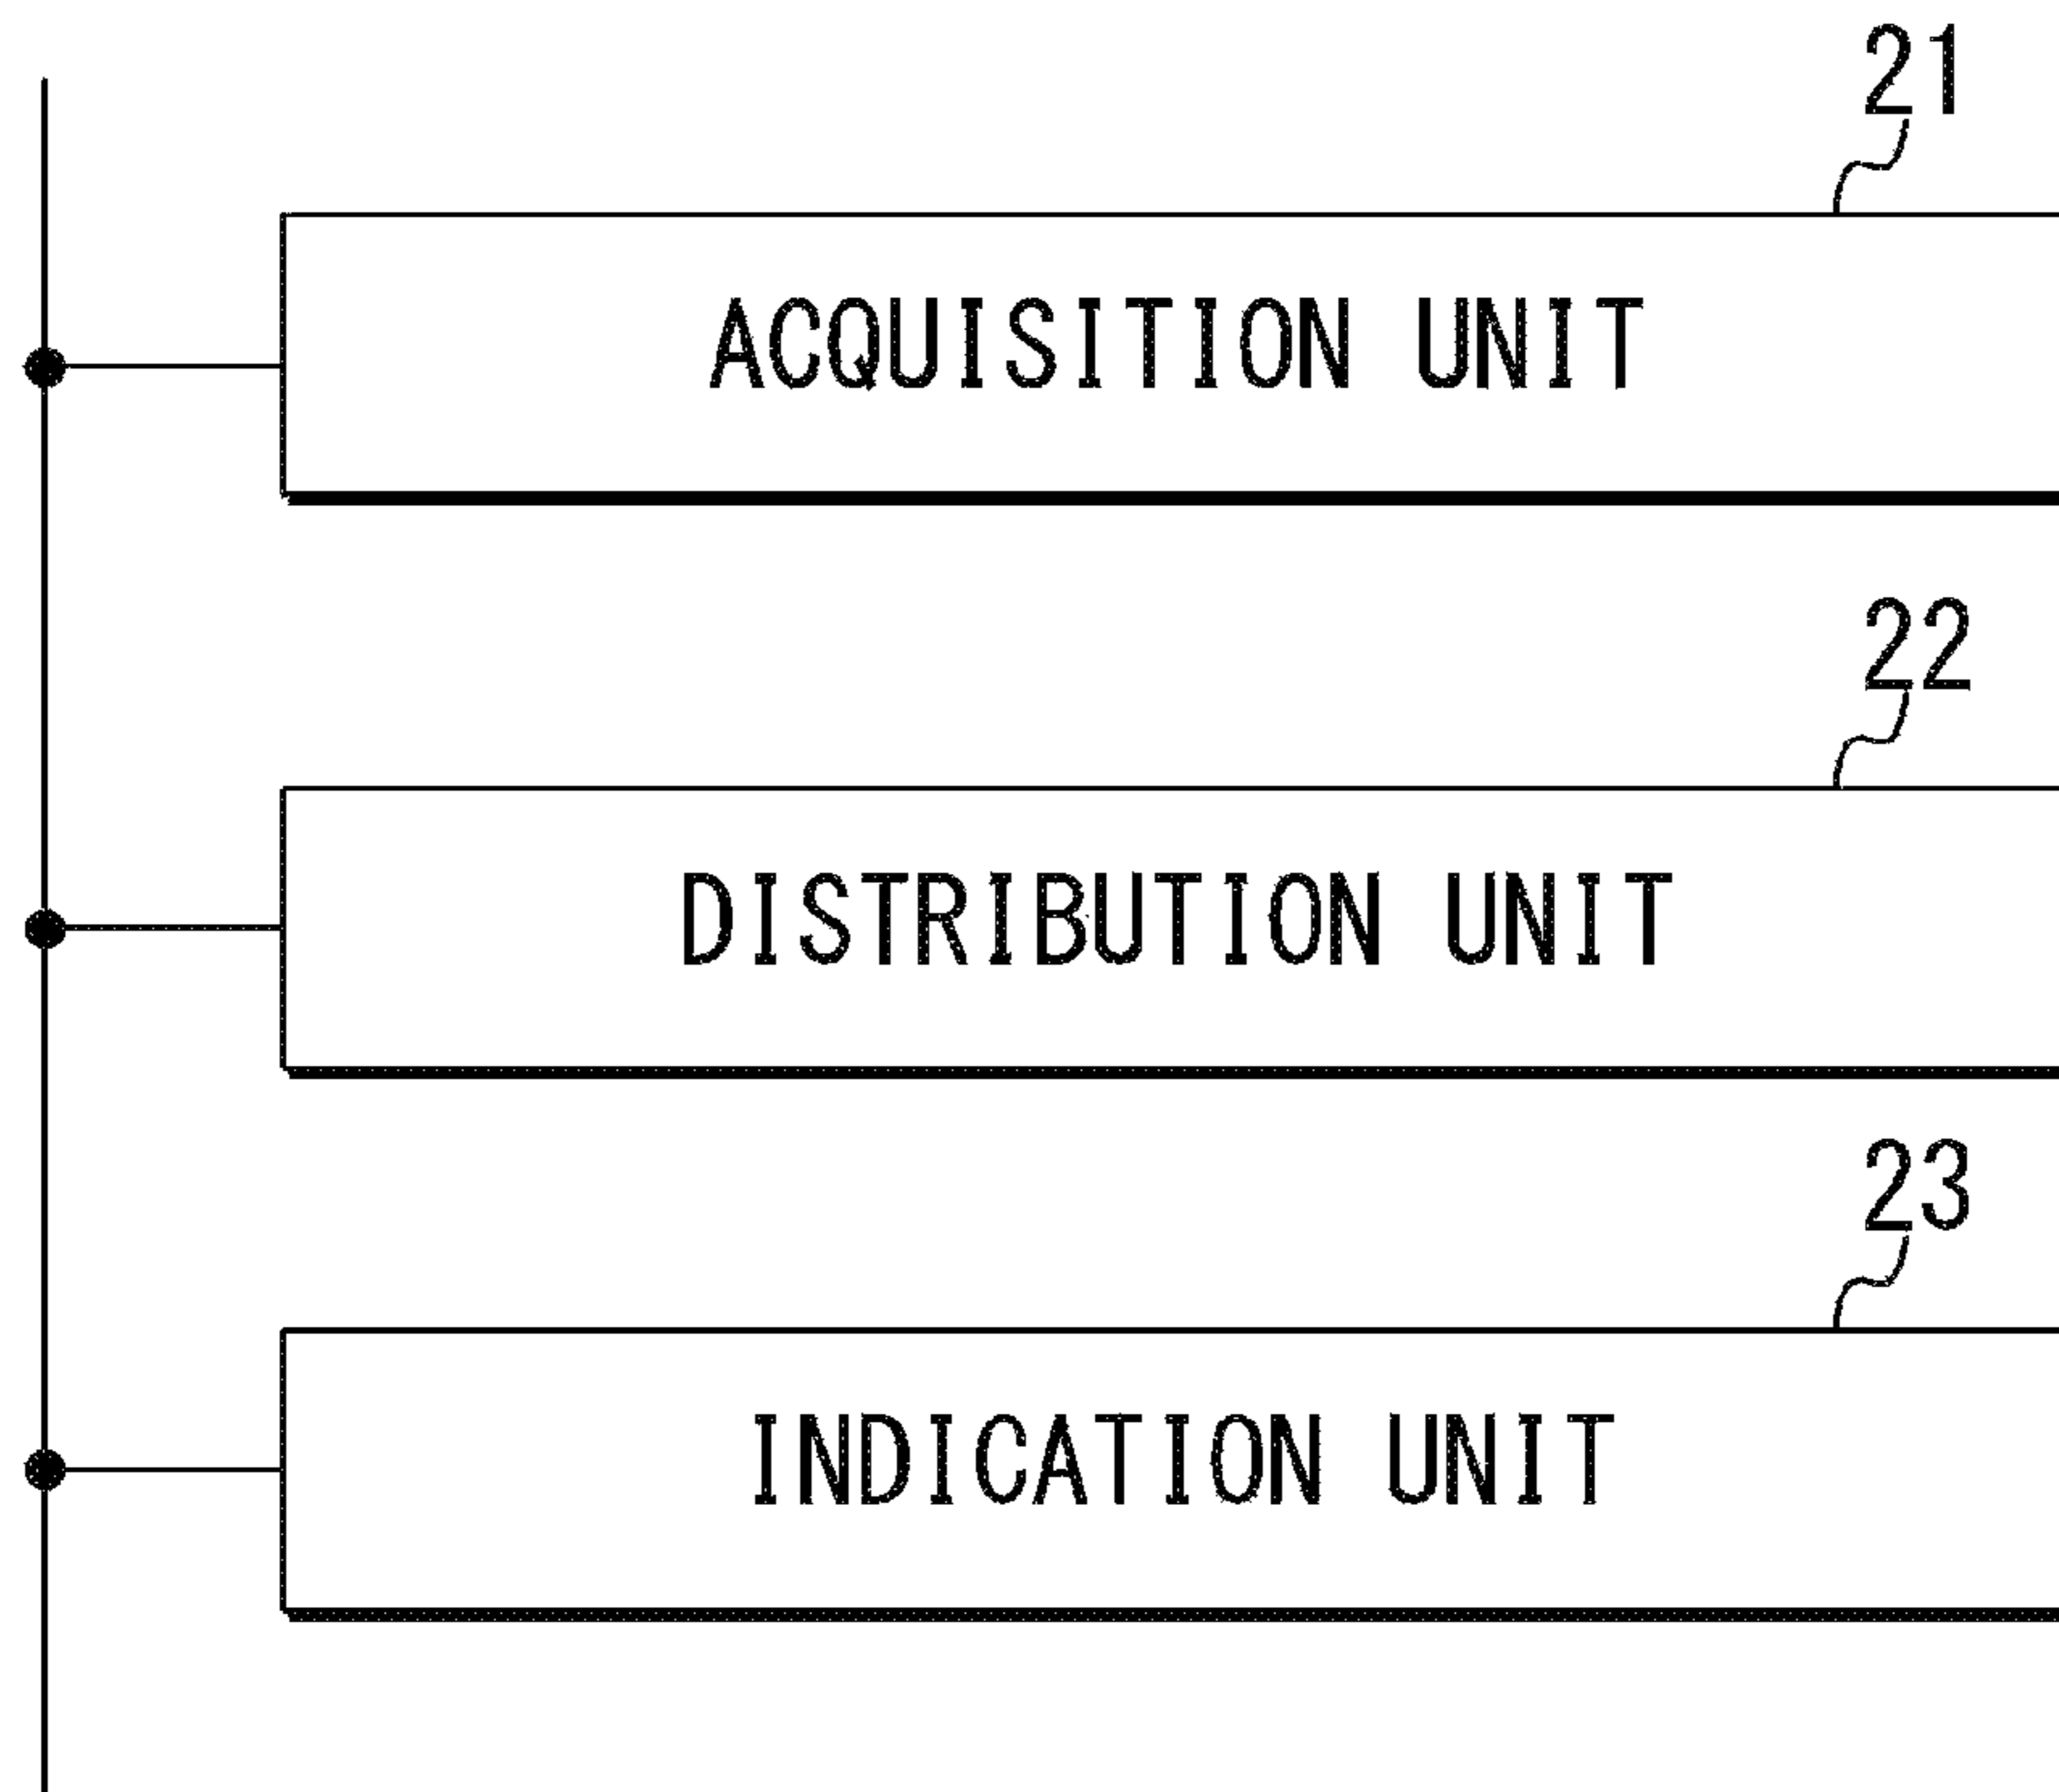 21
ACQUISITION UNIT
22
DISTRIBUTION UNIT
23
INDICATION UNIT